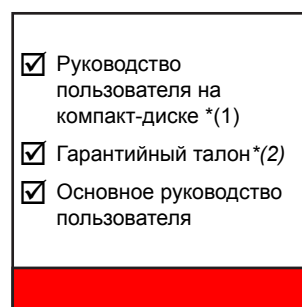 Руководство
пользователя на
компакт-диске *(1)
Гарантийный талон*(2)
Основное руководство
пользователя